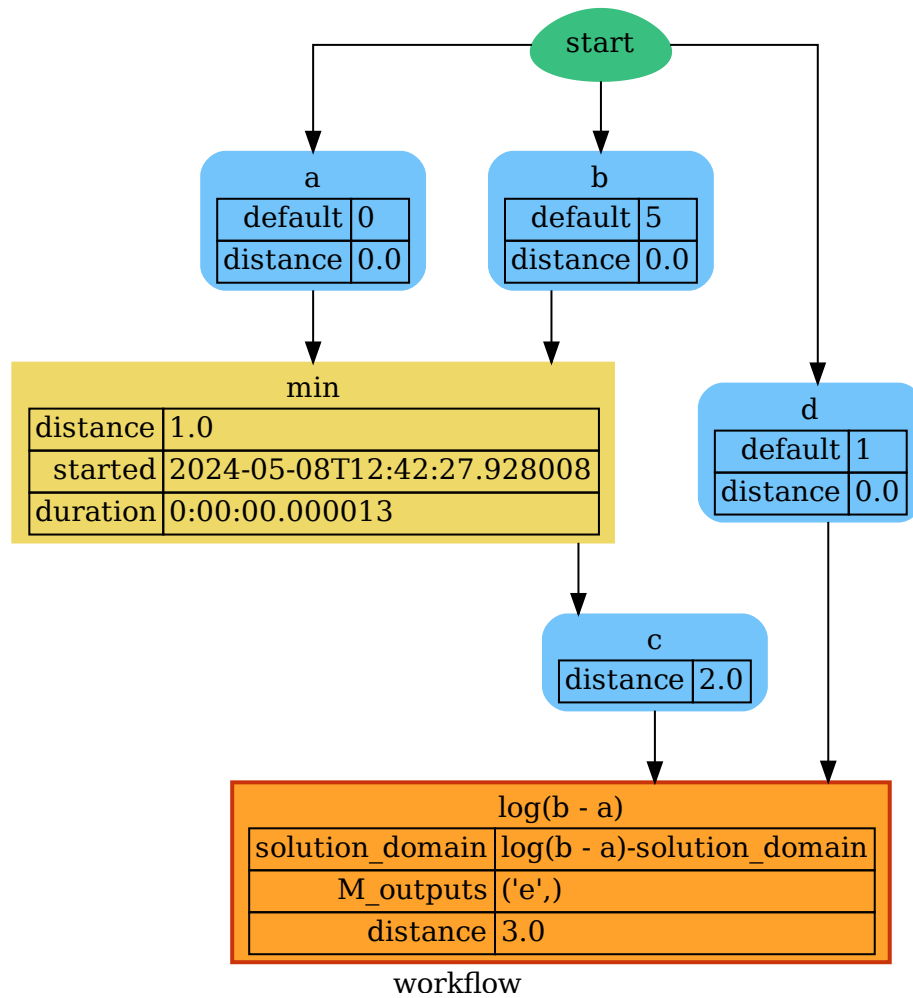 start
a
default 0
distance 0.0
b
default 5
distance 0.0
min
distance 1.0
started 2024-05-08T12:42:27.928008
duration 0:00:00.000013
d
default 1
distance 0.0
c
distance 2.0
log(b - a)
solution_domain log(b - a)-solution_domain
M_outputs ('e',)
distance 3.0
workflow